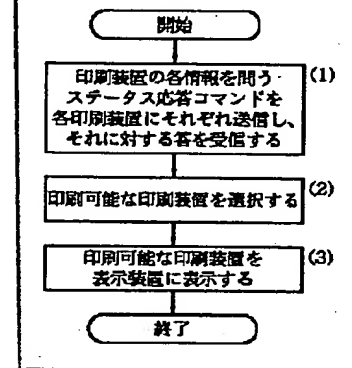 開始
印刷装置の各情報を問う
ステータス応答コマンドを
各印刷装置にそれぞれ送信し、
それに対する答を受信する
(1)
印刷可能な印刷装置を選択する
(2)
印刷可能な印刷装置を
表示装置に表示する
(3)
終了